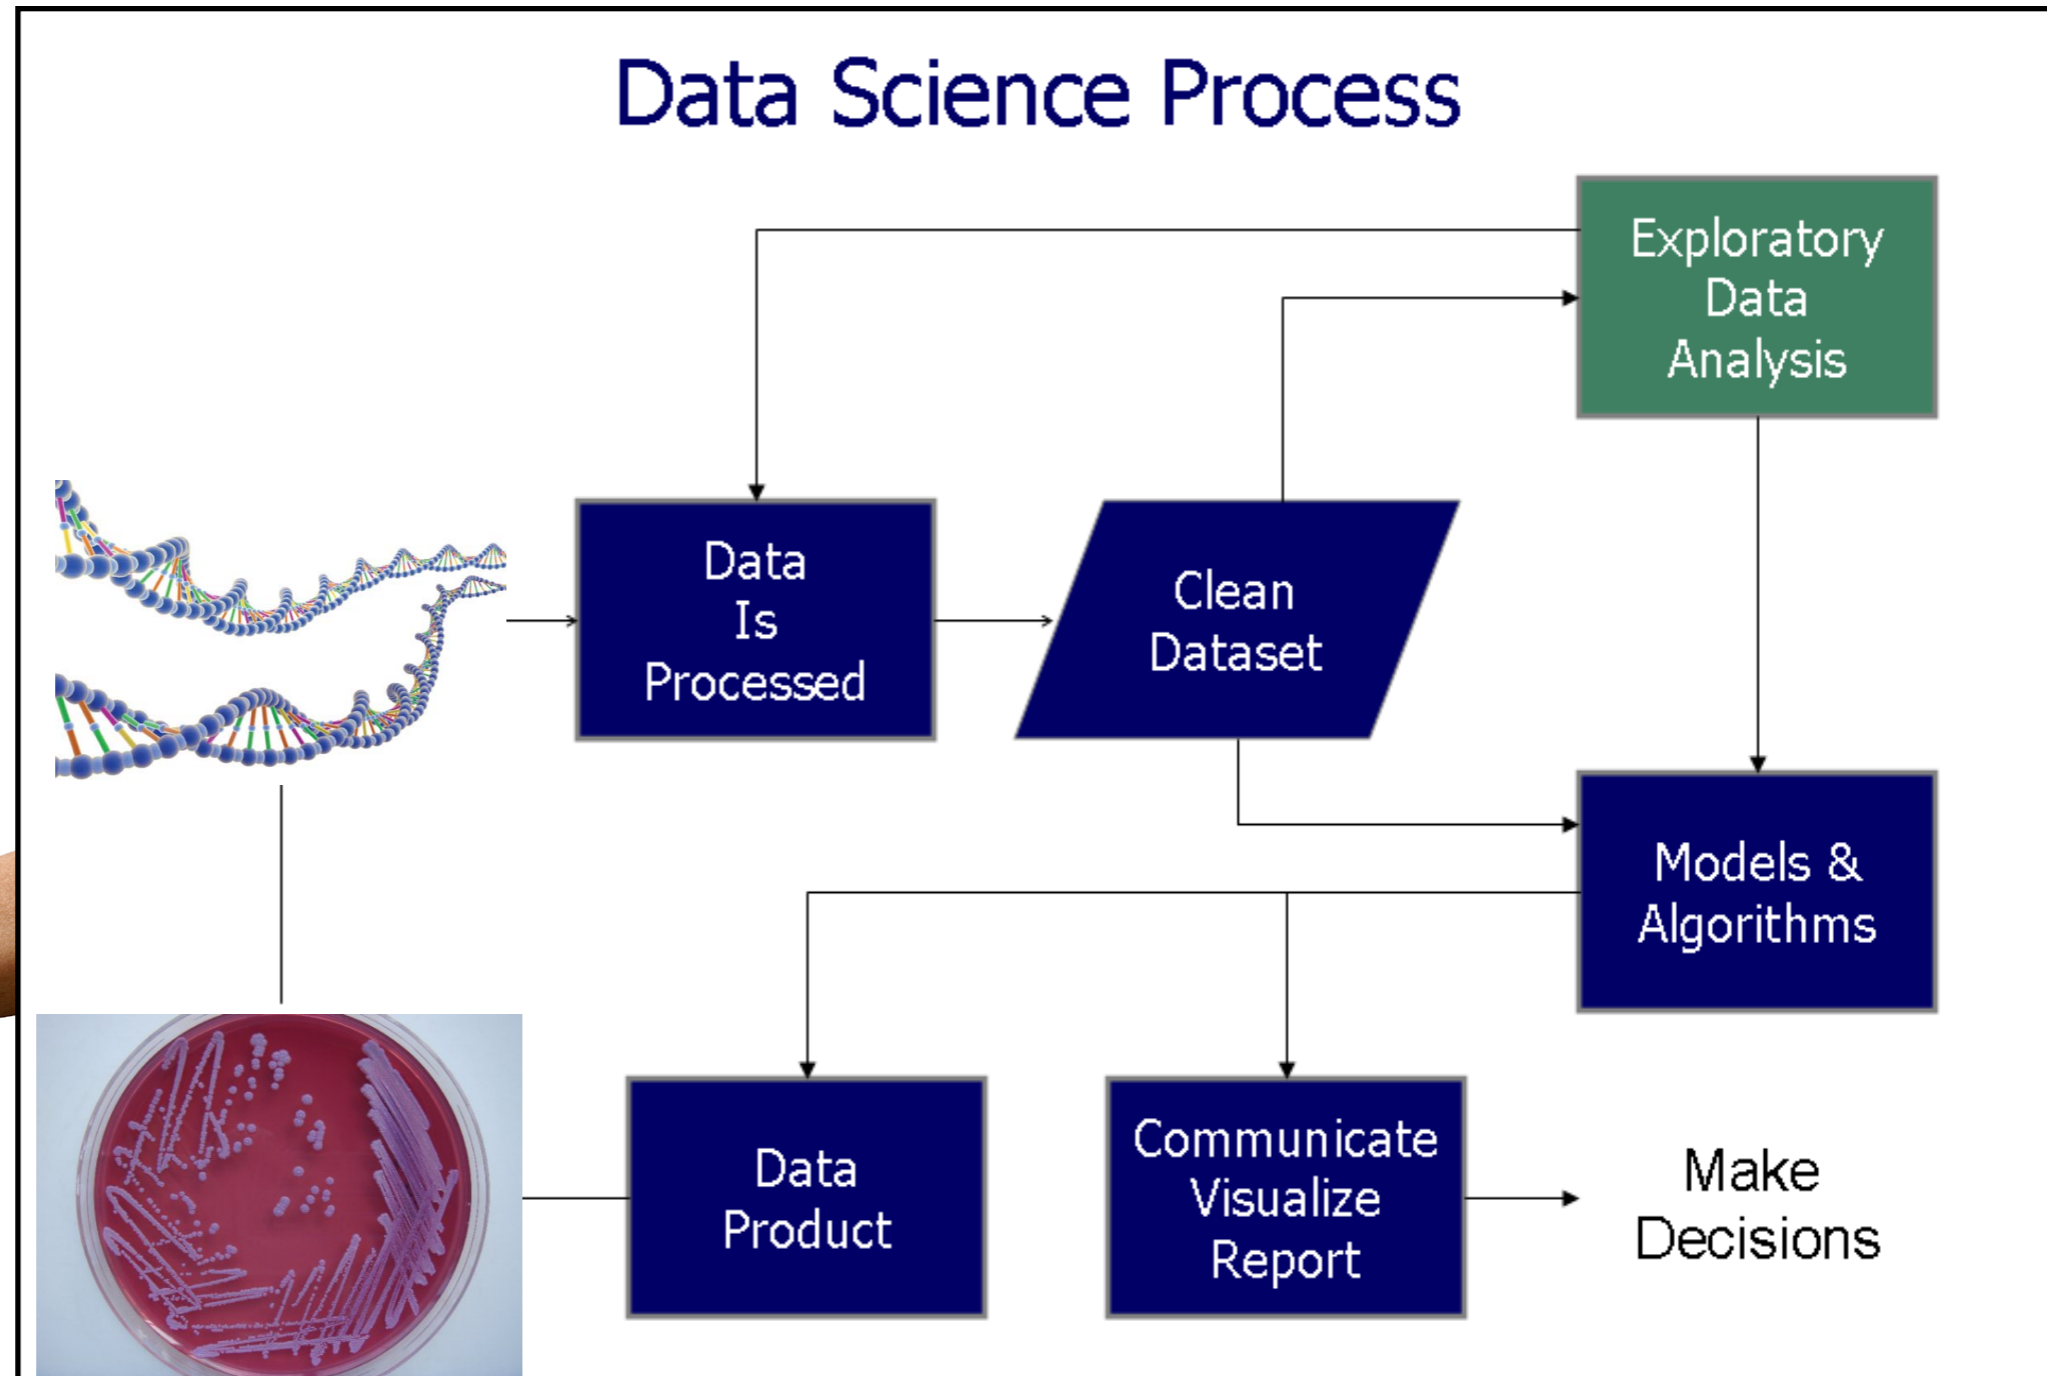 Data Science Process
Exploratory
Data
Analysis
Data
Is
Processed
Clean
Dataset
Models &
Algorithms
Data
Product
Communicate
Visualize
Report
Make
Decisions